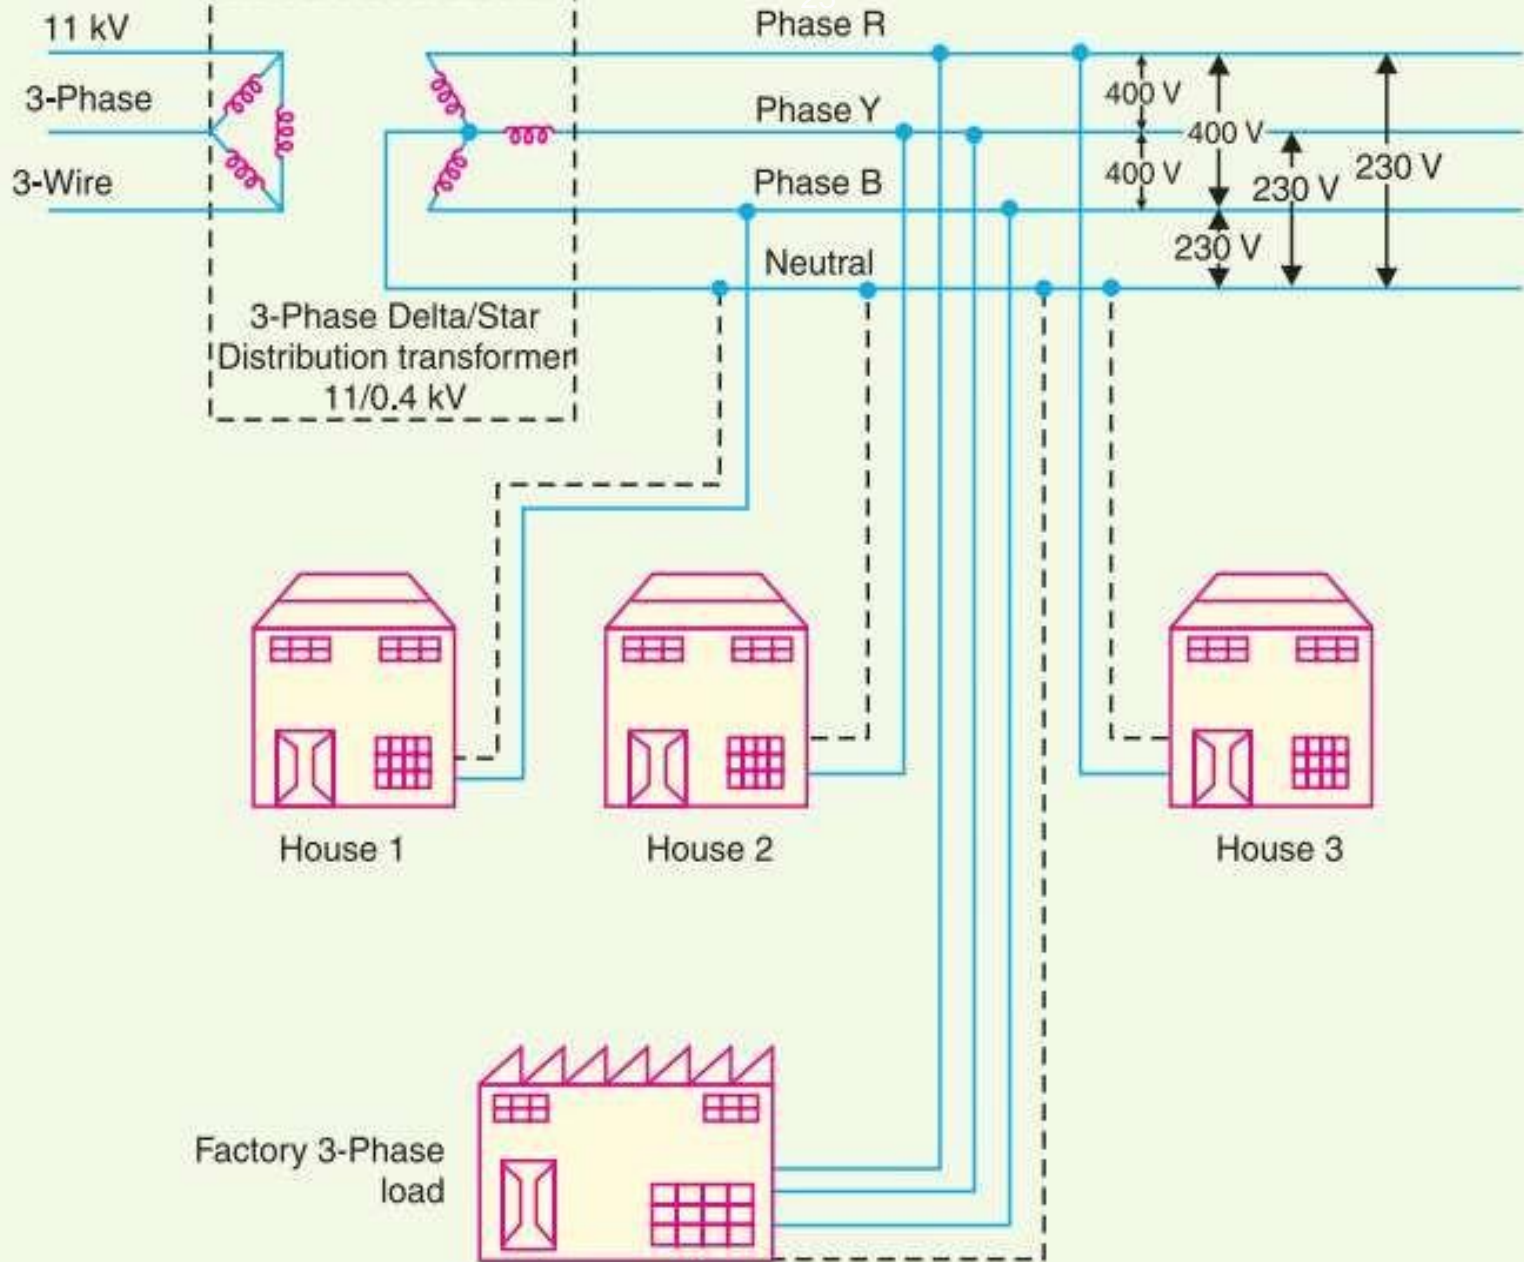 11 kV
3-Phase
3-Wire
3-Phase Delta/Star
Distribution transformer
11/0.4 kV
Phase R
Phase Y
Phase B
Neutral
400 V
400 V
400 V
230 V
230 V
230 V
House 1
House 2
House 3
Factory 3-Phase
load